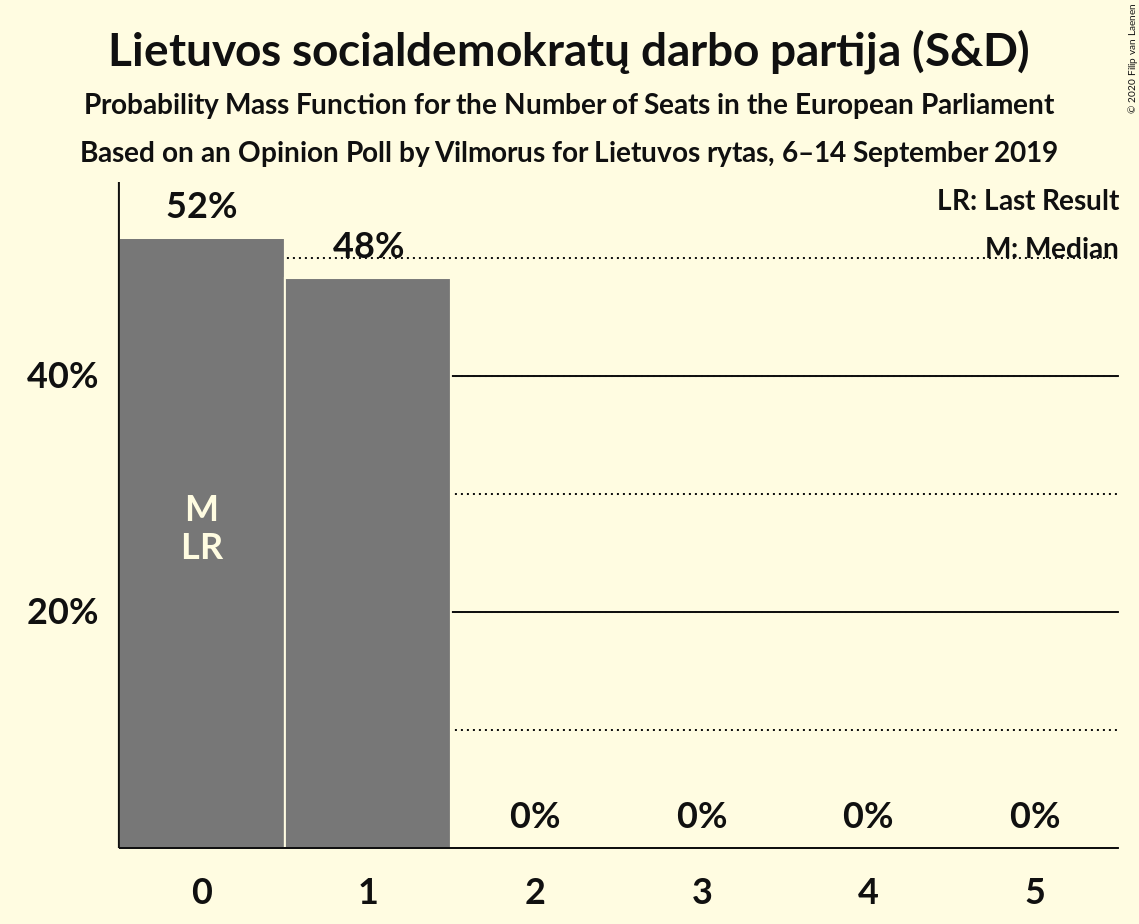 Lietuvos socialdemokratų darbo partija (S&D)
Probability Mass Function for the Number of Seats in the European Parliament
Based on an Opinion Poll by Vilmorus for Lietuvos rytas, 6–14 September 2019
© 2020 Filip van Laenen
LR: Last Result
M: Median
52%
48%
40%
M
LR
20%
0%
0%
0%
0%
0
1
2
3
4
5